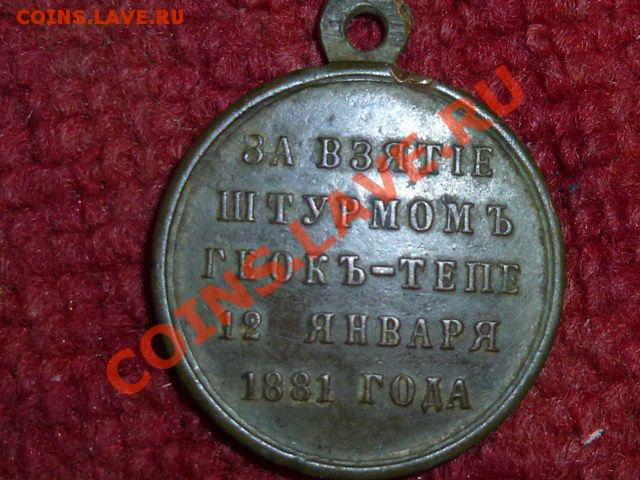 COINS.LAVE.RU
ЗА ВЗЯТІЕ
ШТУРМОМЪ
ГЕОКЪ-ТЕПЕ
12 ЯНВАРЯ
1881 ГОДА
COINS.LAVE.RU